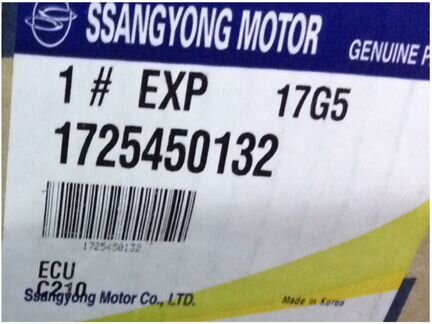 SSANGYONG MOTOR GENUINE P
1 # EXP 17G5
1725450132
1725450132
ECU
C210
Ssangyong Motor Co., LTD. Made in Korea